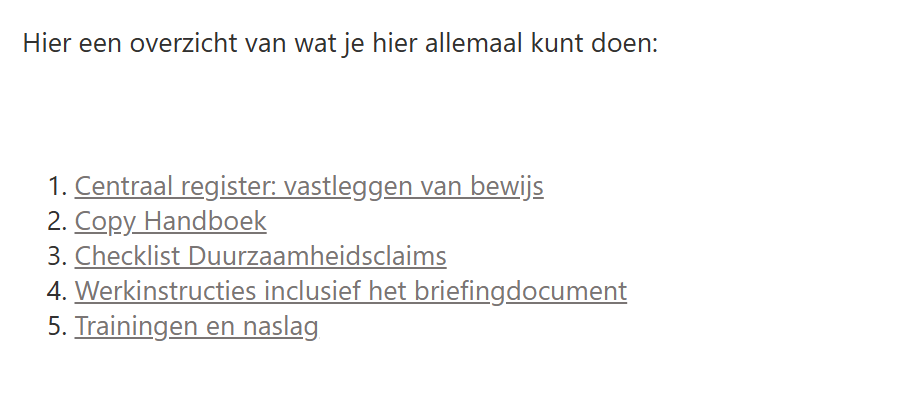 Hier een overzicht van wat je hier allemaal kunt doen:
1. Centraal register: vastleggen van bewijs
2. Copy Handboek
3. Checklist Duurzaamheidsclaims
4. Werkinstructies inclusief het briefingdocument
5. Trainingen en naslag